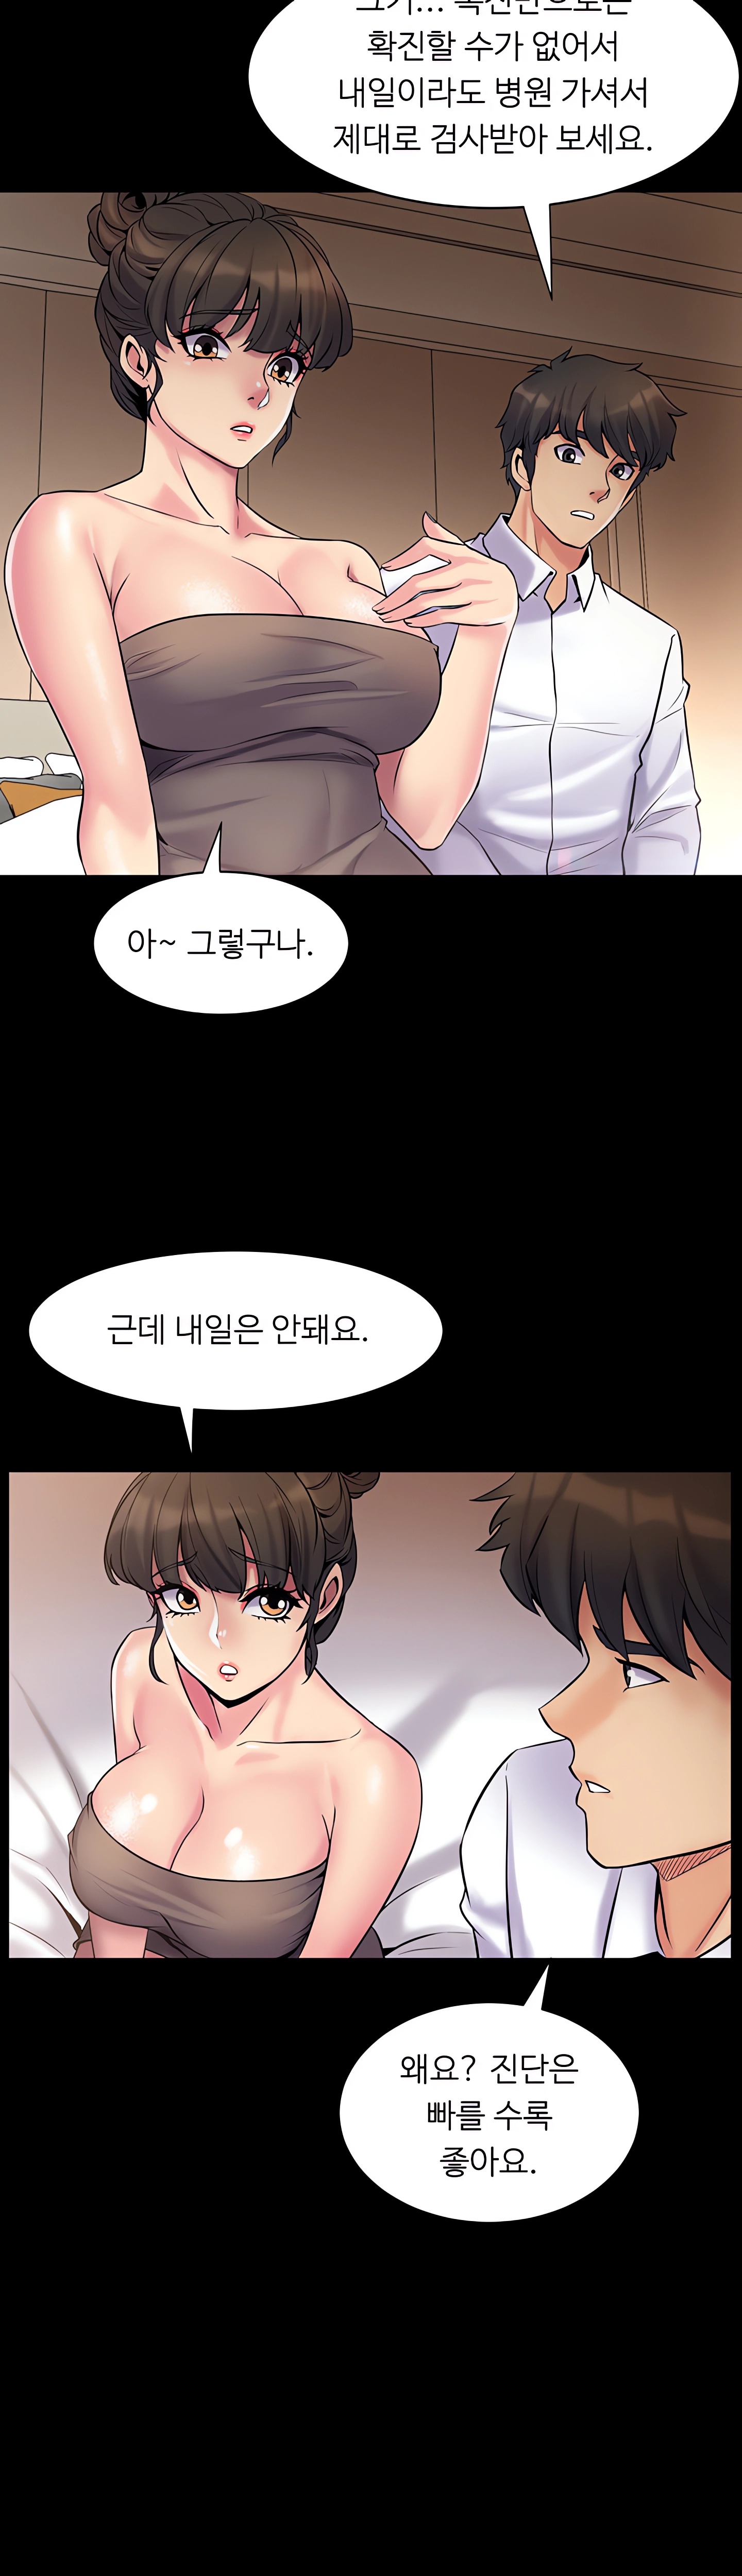 확진할 수가 없어서
내일이라도 병원 가셔서
제대로 검사받아 보세요.
아~ 그렇구나.
근데 내일은 안돼요.
왜요? 진단은
빠를 수록
좋아요.